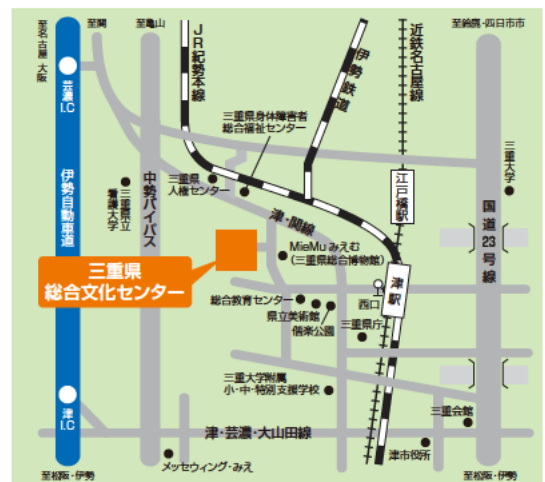 至名古屋・大阪
至関
至亀山
JR紀勢本線
伊勢鉄道
近鉄名古屋線
至鈴鹿・四日市市
芸濃I.C
三重県身体障害者
総合福祉センター
三重大学
伊勢自動車道
三重県立
看護大学
中勢バイパス
三重県
人権センター
津・関線
江戸橋駅
国道23号線
MieMu みえむ
（三重県総合博物館）
三重県
総合文化センター
総合教育センター
県立美術館
偕楽公園
西口
津駅
三重県庁
三重大学附属
小・中・特別支援学校
津I.C
三重会館
津・芸濃・大山田線
津市役所
メッセウィング・みえ
至松阪・伊勢
至松阪・伊勢